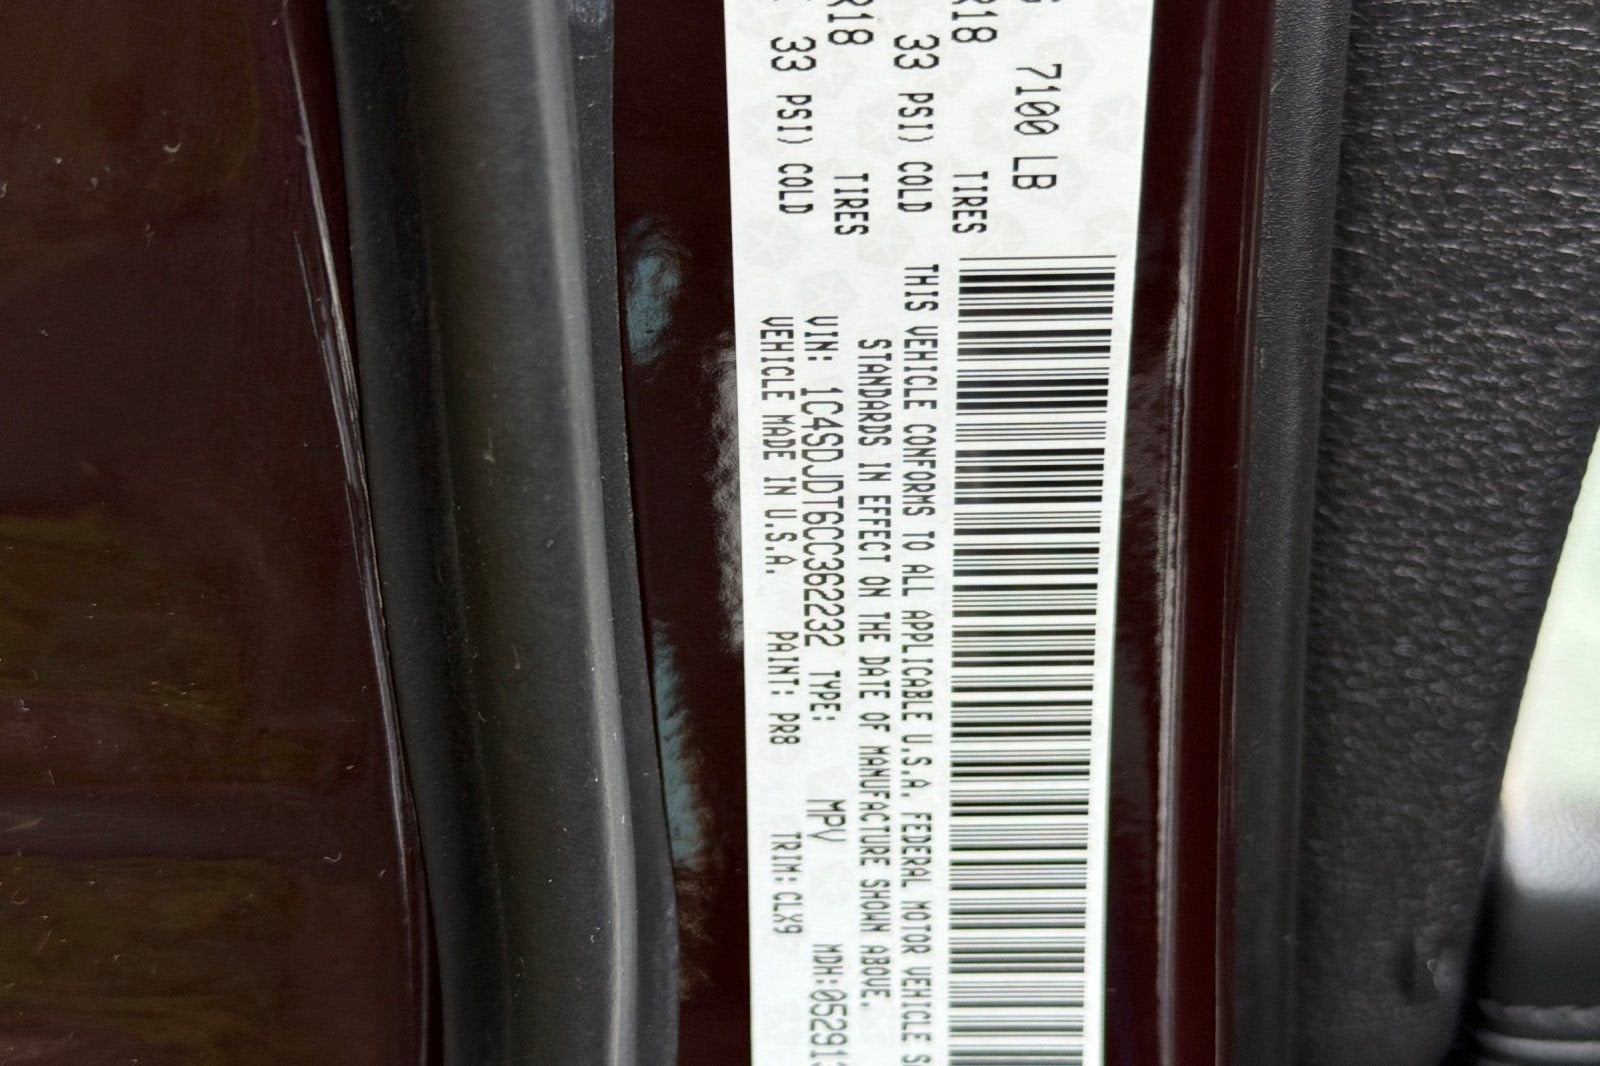 7100 LB
R18 TIRES
33 PSI) COLD
R18 TIRES
33 PSI) COLD
THIS VEHICLE CONFORMS TO ALL APPLICABLE U.S.A. FEDERAL MOTOR VEHICLE
STANDARDS IN EFFECT ON THE DATE OF MANUFACTURE SHOWN ABOVE.
VIN: 1C4SDJDT6CC362232 TYPE: MPV MDH:052913
VEHICLE MADE IN U.S.A. PAINT: PR8 TRIM: CLX9